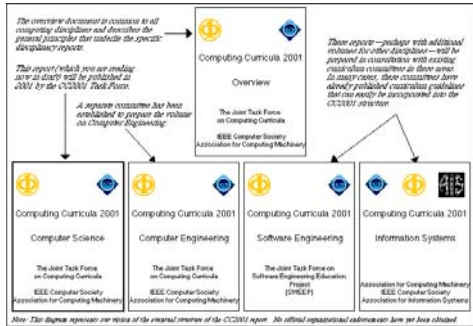 The overview document is common to all
computing disciplines and describes the
general principles that underlie the specific
disciplinary reports.
This report (which you are reading
now in draft) will be published in
2001 by the CC2001 Task Force.
A separate committee has been
established to prepare the volume
on Computer Engineering.
Computing Curricula 2001
Overview
The Joint Task Force
on Computing Curricula
IEEE Computer Society
Association for Computing Machinery
These reports—perhaps with additional
volumes for other disciplines—will be
prepared in consultation with existing
curriculum committees in these areas.
In many cases, these committees have
already published curriculum guidelines
that can easily be incorporated into the
CC2001 structure.
Computing Curricula 2001
Computer Science
The Joint Task Force
on Computing Curricula
IEEE Computer Society
Association for Computing Machinery
Computing Curricula 2001
Computer Engineering
The Joint Task Force
on Computing Curricula
IEEE Computer Society
Association for Computing Machinery
Computing Curricula 2001
Software Engineering
The Joint Task Force on
Software Engineering Education
Project
(SWEEP)
IEEE Computer Society
Association for Computing Machinery
AIS
Computing Curricula 2001
Information Systems
Association for Computing Machinery
IEEE Computer Society
Association for Information Systems
Note: This diagram represents our vision of the eventual structure of the CC2001 report. No official organizational endorsements have yet been obtained.